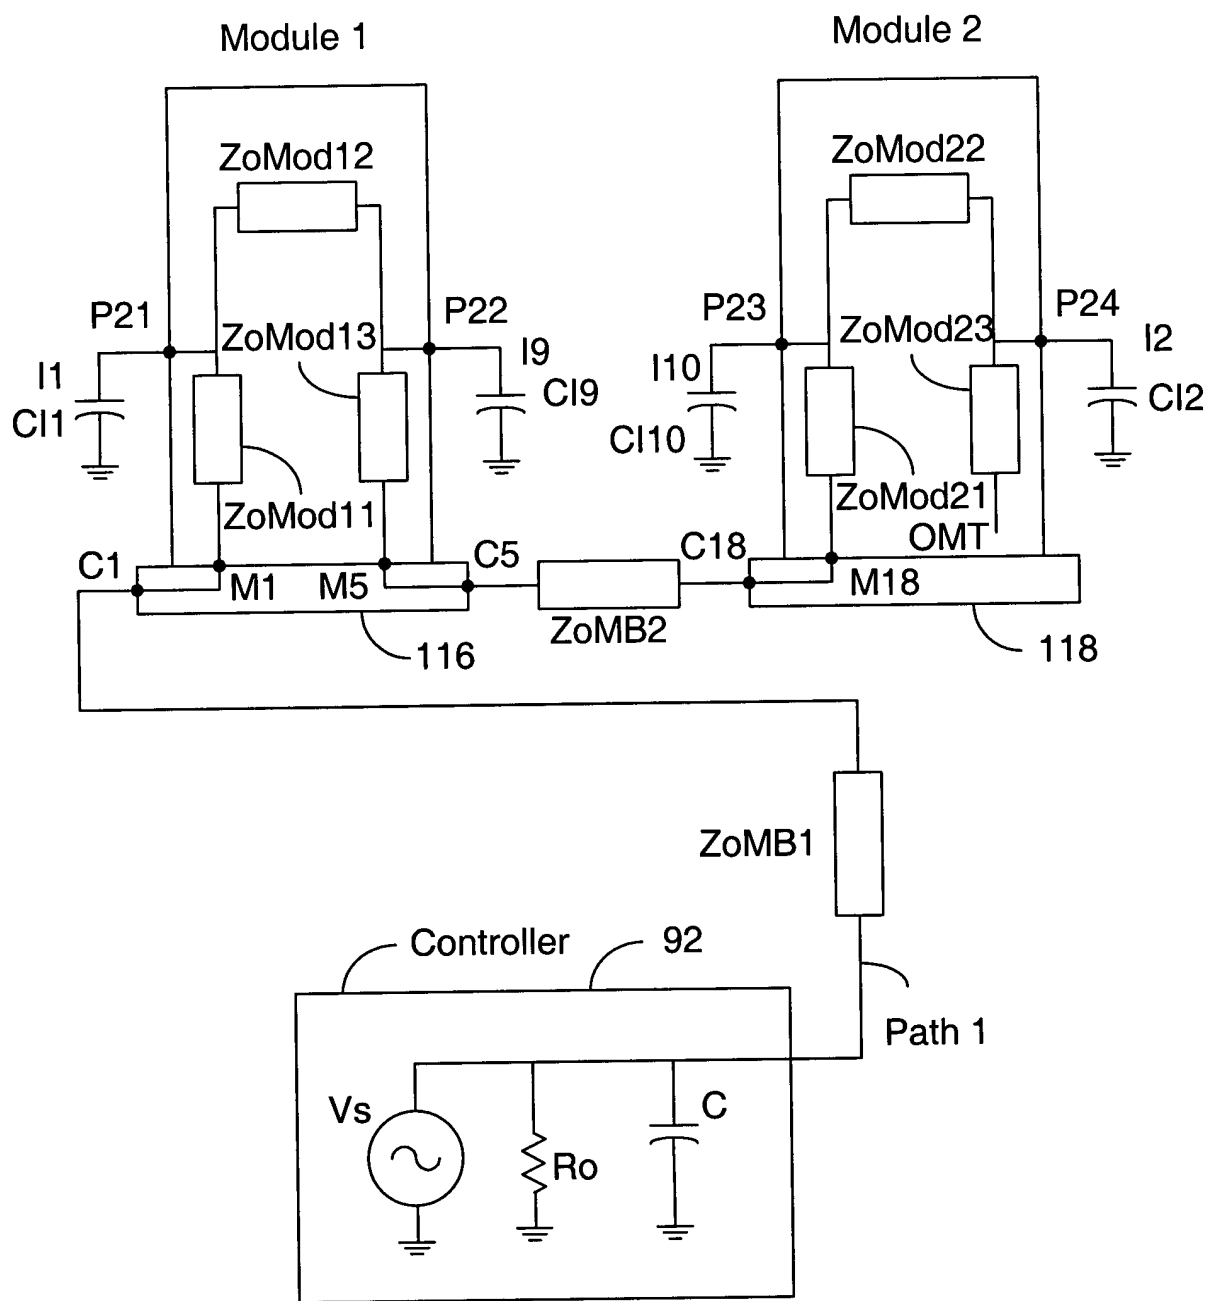 Module 1
Module 2
ZoMod12
ZoMod22
P21
P22
P23
P24
ZoMod13
ZoMod23
I1
CI1
I9
CI9
I10
CI10
I2
CI2
ZoMod11
ZoMod21
OMT
C1
M1
M5
C5
C18
M18
ZoMB2
116
118
ZoMB1
Controller
92
Path 1
Vs
Ro
C